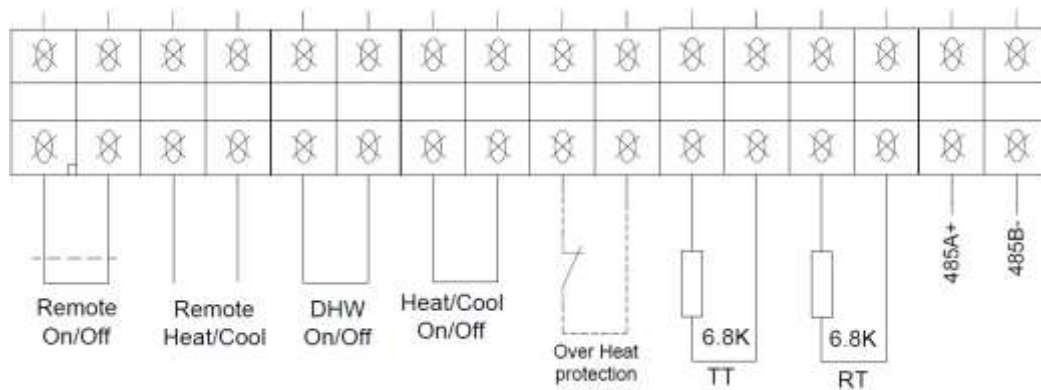 Remote
On/Off
Remote
Heat/Cool
DHW
On/Off
Heat/Cool
On/Off
Over Heat
protection
6.8K
TT
6.8K
RT
485A+
485B-